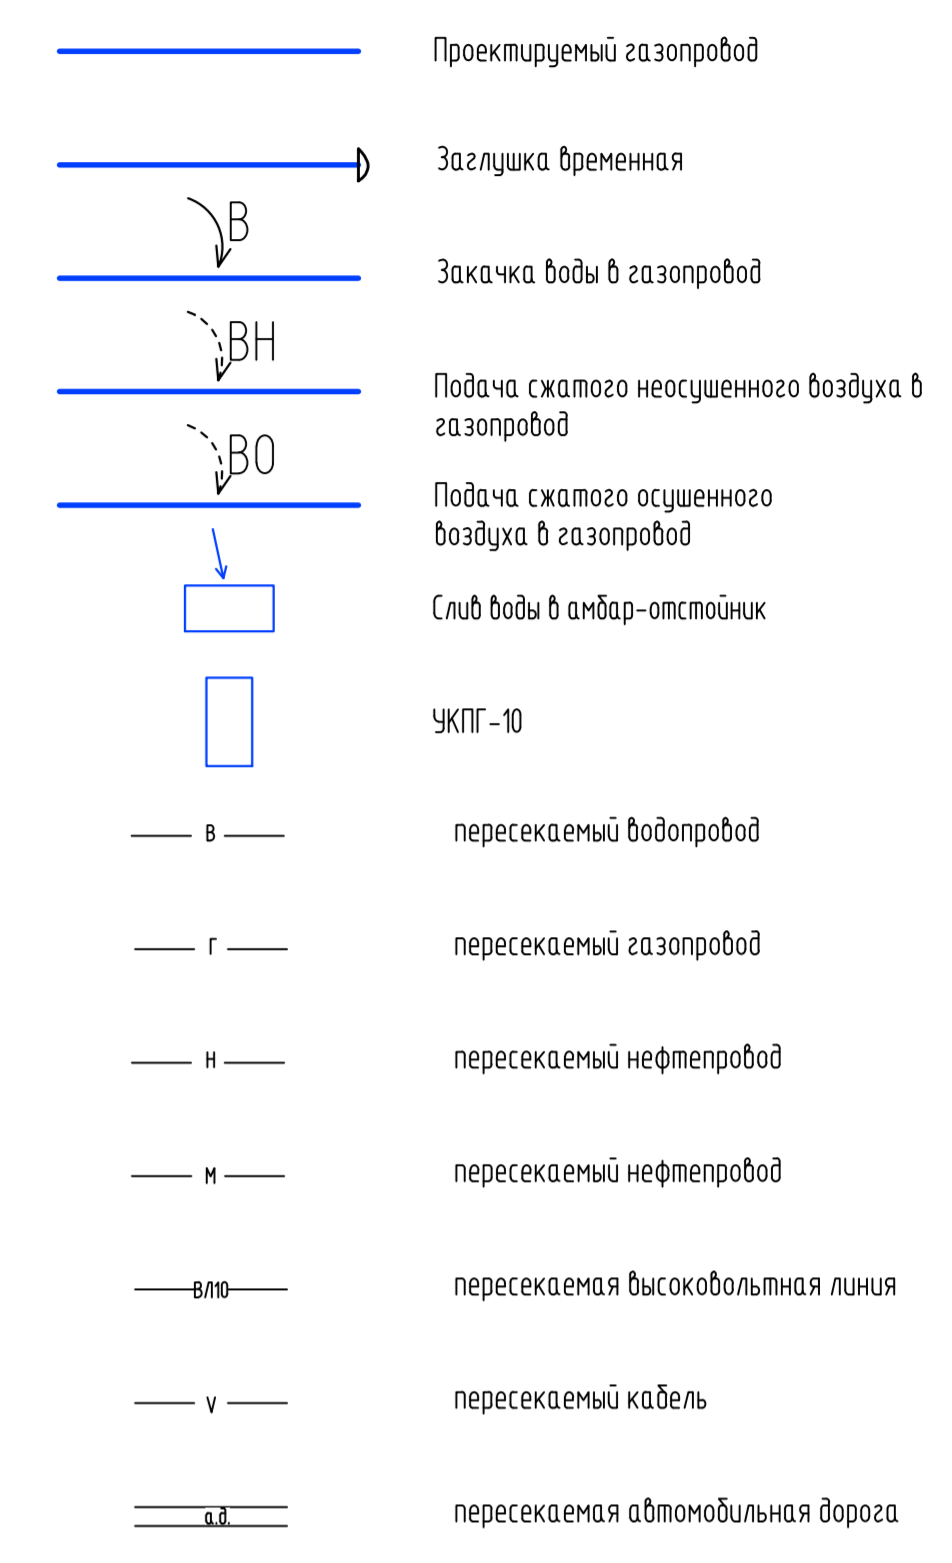 Проектируемый газопровод
Заглушка временная
В
Закачка воды в газопровод
ВН
Подача сжатого неосушенного воздуха в
газопровод
ВО
Подача сжатого осушенного
воздуха в газопровод
Слив воды в амбар-отстойник
УКПГ-10
В пересекаемый водопровод
Г пересекаемый газопровод
Н пересекаемый нефтепровод
М пересекаемый нефтепровод
ВЛ10 пересекаемая высоковольтная линия
V пересекаемый кабель
а.д. пересекаемая автомобильная дорога